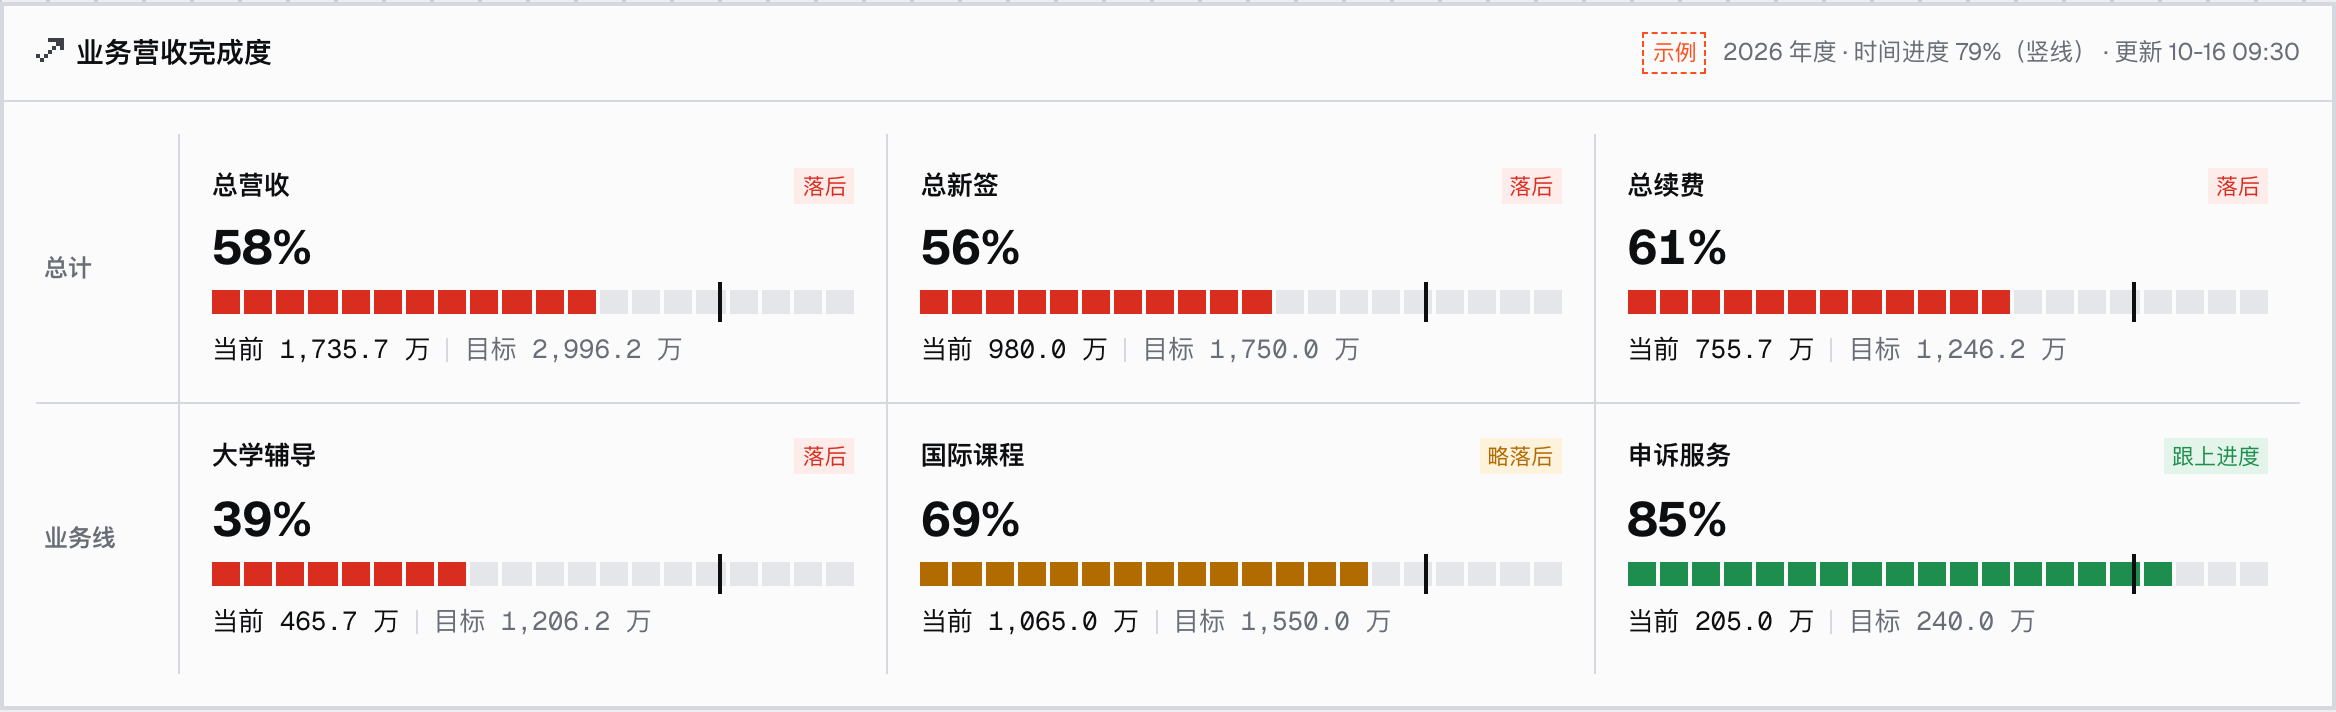 业务营收完成度
示例 2026 年度 · 时间进度 79%（竖线） · 更新 10-16 09:30
总计
总营收 落后
58%
当前 1,735.7 万 目标 2,996.2 万
总新签 落后
56%
当前 980.0 万 目标 1,750.0 万
总续费 落后
61%
当前 755.7 万 目标 1,246.2 万
业务线
大学辅导 落后
39%
当前 465.7 万 目标 1,206.2 万
国际课程 略落后
69%
当前 1,065.0 万 目标 1,550.0 万
申诉服务 跟上进度
85%
当前 205.0 万 目标 240.0 万